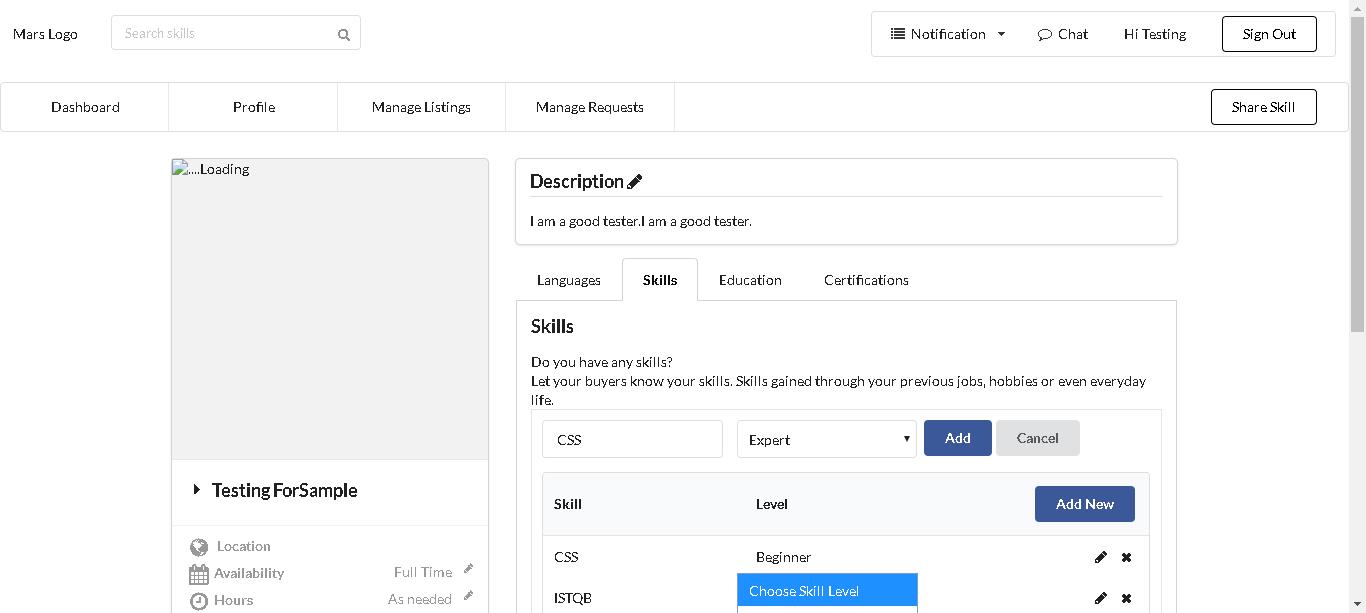 Mars Logo
Search skills
Notification
Chat
Hi Testing
Sign Out
Dashboard
Profile
Manage Listings
Manage Requests
Share Skill
....Loading
Description
I am a good tester.I am a good tester.
Languages
Skills
Education
Certifications
Skills
Do you have any skills?
Let your buyers know your skills. Skills gained through your previous jobs, hobbies or even everyday
life.
CSS
Expert
Add
Cancel
Skill
Level
Add New
CSS
Beginner
ISTQB
Choose Skill Level
Testing ForSample
Location
Availability
Full Time
Hours
As needed